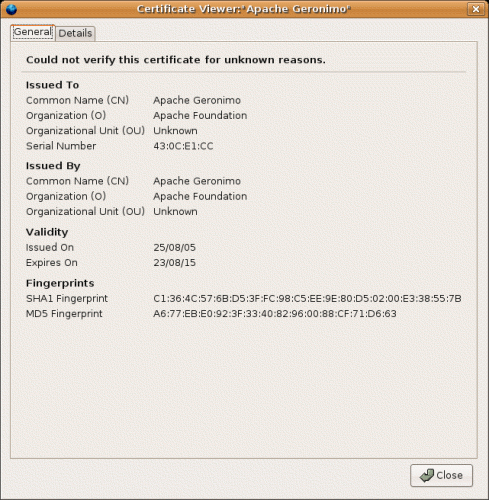 Certificate Viewer:"Apache Geronimo"
General Details
Could not verify this certificate for unknown reasons.
Issued To
Common Name (CN) Apache Geronimo
Organization (O) Apache Foundation
Organizational Unit (OU) Unknown
Serial Number 43:0C:E1:CC
Issued By
Common Name (CN) Apache Geronimo
Organization (O) Apache Foundation
Organizational Unit (OU) Unknown
Validity
Issued On 25/08/05
Expires On 23/08/15
Fingerprints
SHA1 Fingerprint C1:36:4C:57:6B:D5:3F:FC:98:C5:EE:9E:80:D5:02:00:E3:38:55:7B
MD5 Fingerprint A6:77:EB:E0:92:3F:33:40:82:96:00:88:CF:71:D6:63
Close